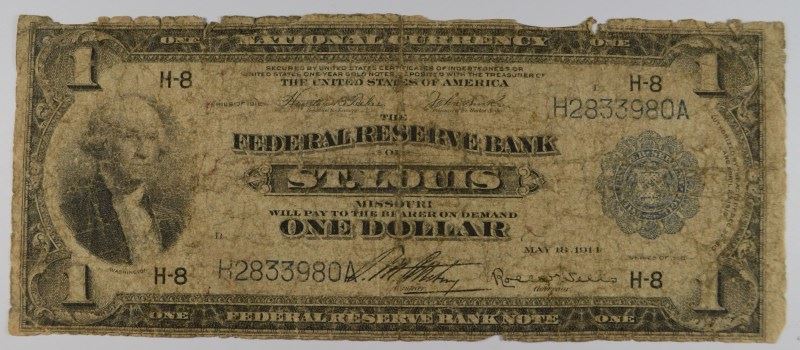 ONE NATIONAL CURRENCY ONE
1 1
SECURED BY UNITED STATES CERTIFICATES OF INDEBTEDNESS OR
UNITED STATES ONE-YEAR GOLD NOTES, DEPOSITED WITH THE TREASURER OF
THE UNITED STATES OF AMERICA
H-8 H-8
SERIES OF
H2833980A
THE
FEDERAL RESERVE BANK
OF
ST. LOUIS
MISSOURI
WILL PAY TO THE BEARER ON DEMAND
ONE DOLLAR
MAY 18, 1914
SERIES OF
WASHINGTON
H-8 H2833980A H-8
1 1
ONE FEDERAL RESERVE BANK NOTE ONE